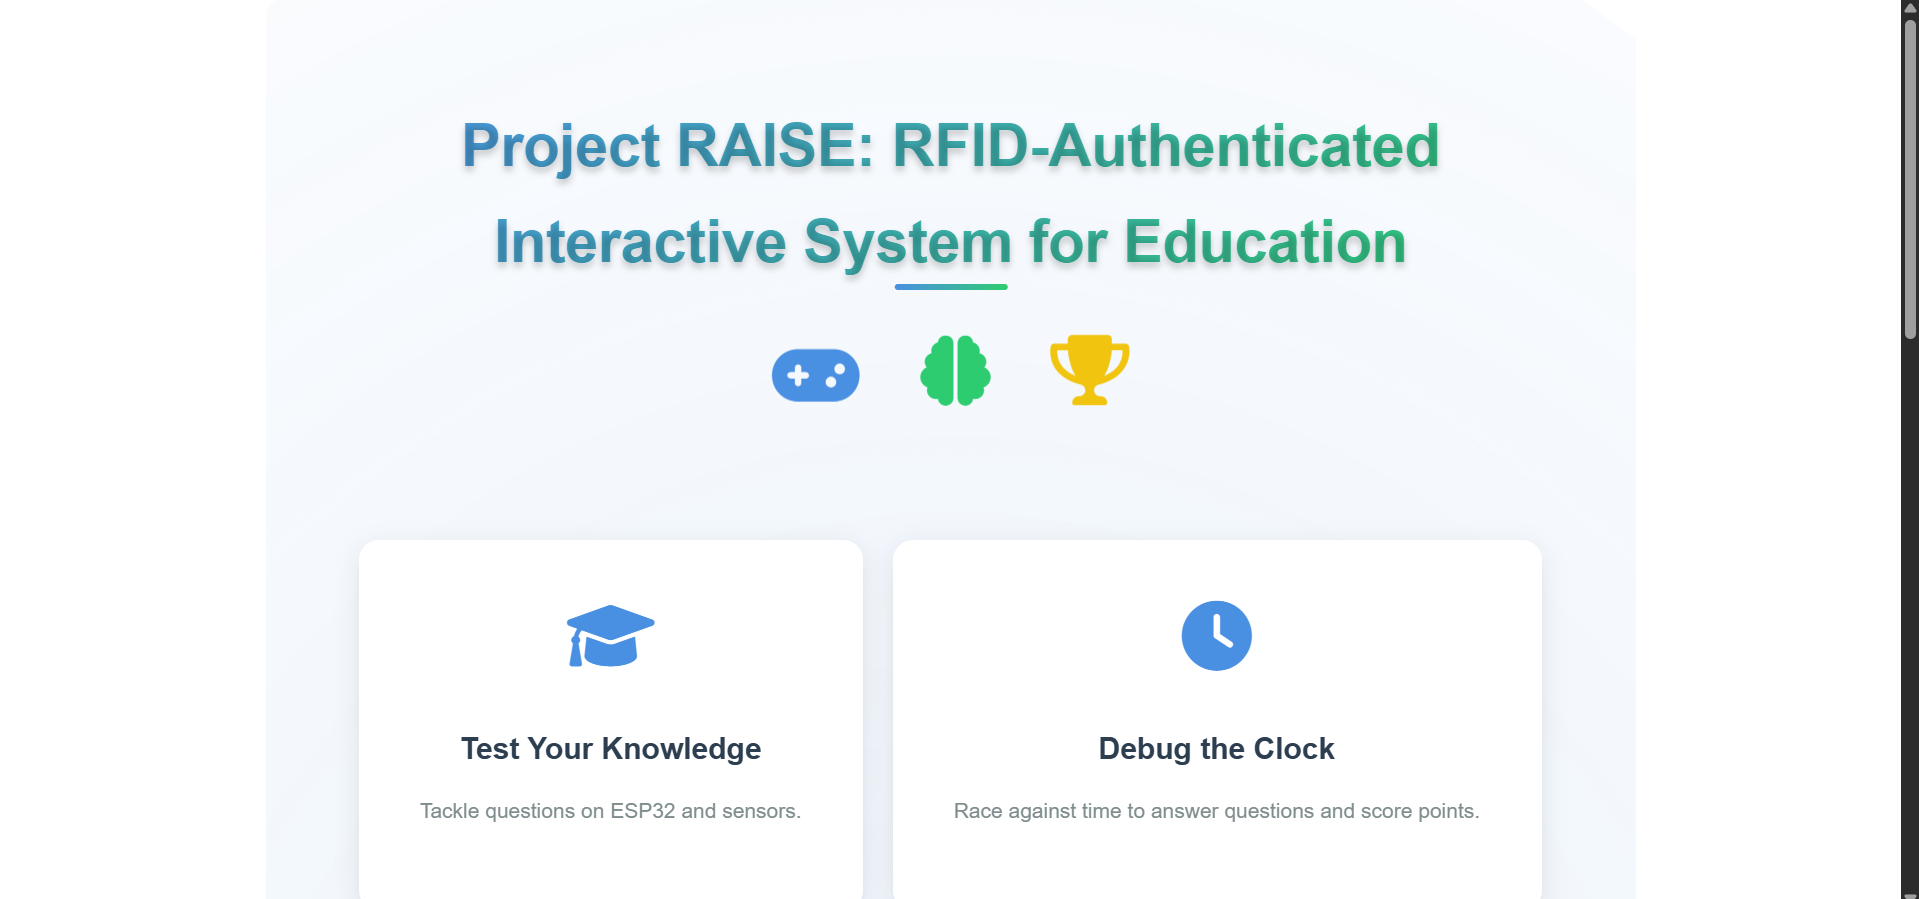 Project RAISE: RFID-Authenticated
Interactive System for Education
Test Your Knowledge
Tackle questions on ESP32 and sensors.
Debug the Clock
Race against time to answer questions and score points.